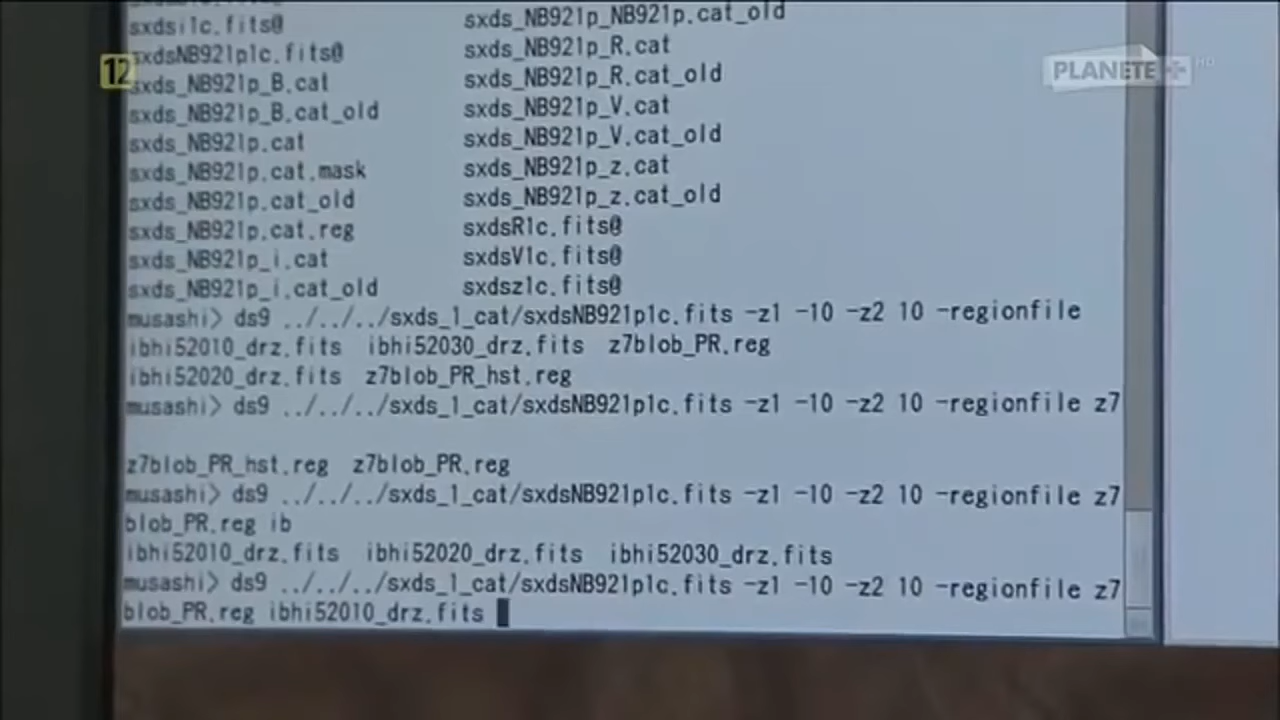 sxdsi1c.fits@ sxds_NB921p_NB921p.cat_old
sxdsNB921p1c.fits@ sxds_NB921p_R.cat
sxds_NB921p_B.cat sxds_NB921p_R.cat_old
sxds_NB921p_B.cat_old sxds_NB921p_V.cat
sxds_NB921p.cat sxds_NB921p_V.cat_old
sxds_NB921p.cat.mask sxds_NB921p_z.cat
sxds_NB921p.cat_old sxds_NB921p_z.cat_old
sxds_NB921p.cat.reg sxdsR1c.fits@
sxds_NB921p_i.cat sxdsV1c.fits@
sxds_NB921p_i.cat_old sxdsz1c.fits@
musashi> ds9 ../../../sxds_1_cat/sxdsNB921p1c.fits -z1 -10 -z2 10 -regionfile
ibhi52010_drz.fits ibhi52030_drz.fits z7blob_PR.reg
ibhi52020_drz.fits z7blob_PR_hst.reg
musashi> ds9 ../../../sxds_1_cat/sxdsNB921p1c.fits -z1 -10 -z2 10 -regionfile z7
z7blob_PR_hst.reg z7blob_PR.reg
musashi> ds9 ../../../sxds_1_cat/sxdsNB921p1c.fits -z1 -10 -z2 10 -regionfile z7
blob_PR.reg ib
ibhi52010_drz.fits ibhi52020_drz.fits ibhi52030_drz.fits
musashi> ds9 ../../../sxds_1_cat/sxdsNB921p1c.fits -z1 -10 -z2 10 -regionfile z7
blob_PR.reg ibhi52010_drz.fits
12
PLANETE+ HD